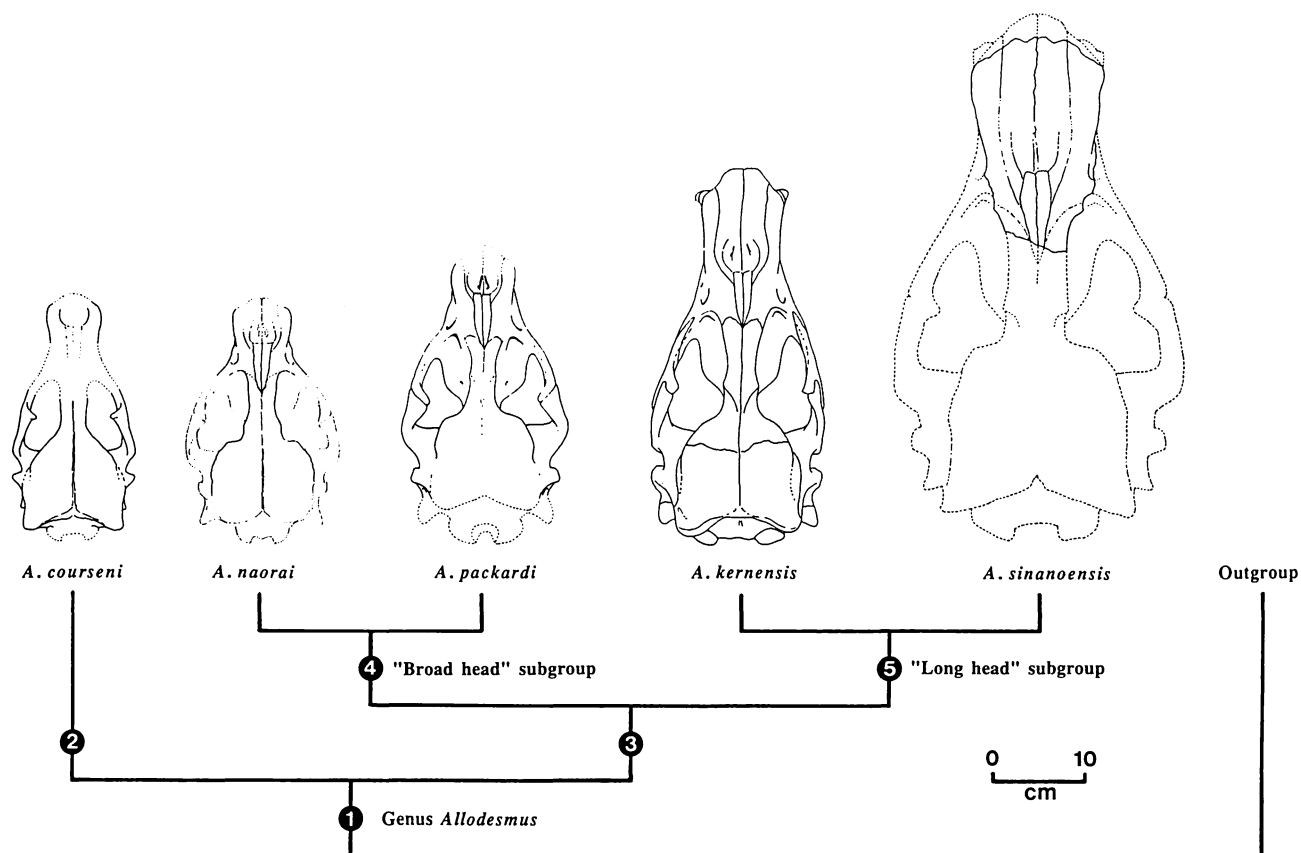 A. courseni
A. naorai
A. packardi
A. kernensis
A. sinanoensis
Outgroup
4 "Broad head" subgroup
5 "Long head" subgroup
2
3
0 10
cm
1 Genus Allodesmus